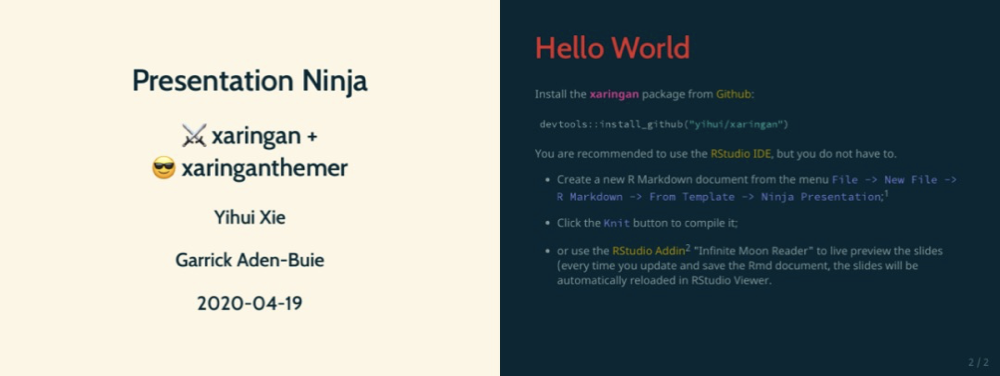 Presentation Ninja
⚔ xaringan +
😎 xaringanthemer
Yihui Xie
Garrick Aden-Buie
2020-04-19
Hello World
Install the xaringan package from Github:
devtools::install_github("yihui/xaringan")
You are recommended to use the RStudio IDE, but you do not have to.
• Create a new R Markdown document from the menu File -> New File ->
R Markdown -> From Template -> Ninja Presentation;1
• Click the Knit button to compile it;
• or use the RStudio Addin2 "Infinite Moon Reader" to live preview the slides
(every time you update and save the Rmd document, the slides will be
automatically reloaded in RStudio Viewer.
2 / 2